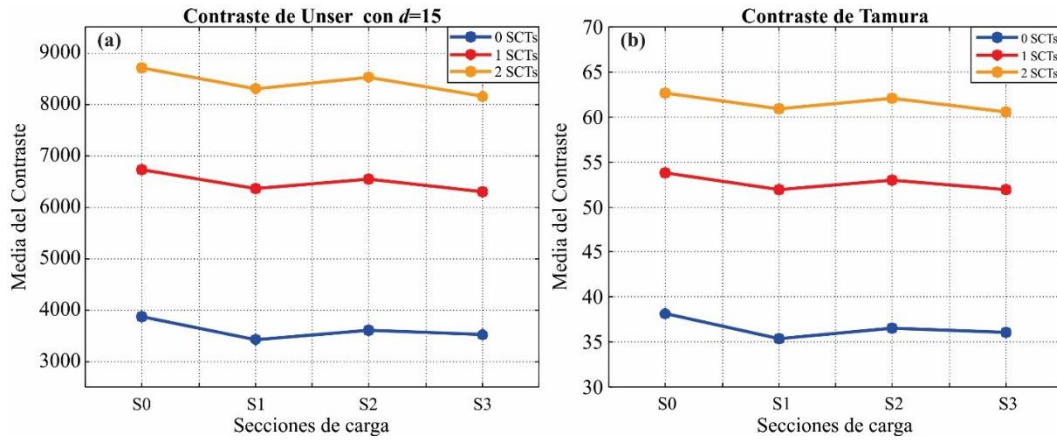 Contraste de Unser con d=15
(a)
0 SCTs
1 SCTs
2 SCTs
9000
8000
7000
6000
5000
4000
3000
Media del Contraste
S0 S1 S2 S3
Secciones de carga
Contraste de Tamura
(b)
0 SCTs
1 SCTs
2 SCTs
70
65
60
55
50
45
40
35
30
Media del Contraste
S0 S1 S2 S3
Secciones de carga